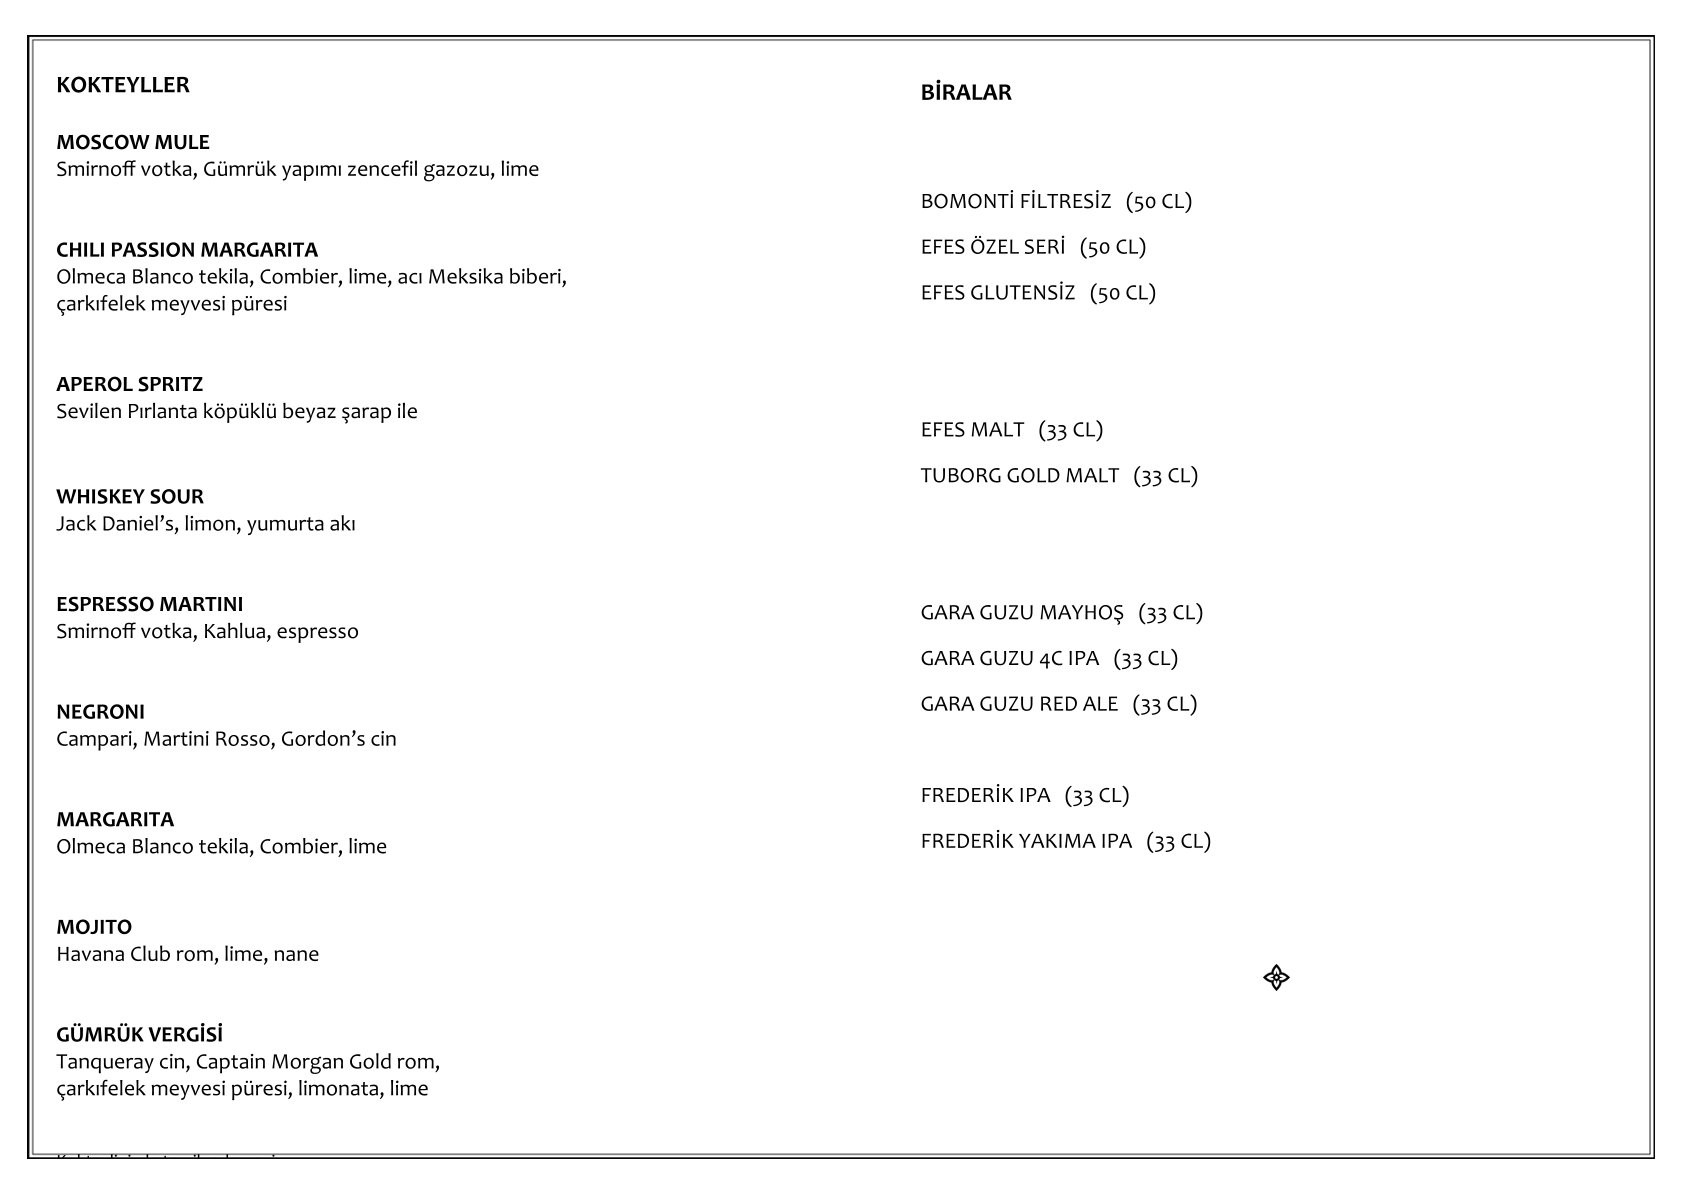 KOKTEYLLER
MOSCOW MULE
Smirnoff votka, Gümrük yapımı zencefil gazozu, lime
CHILI PASSION MARGARITA
Olmeca Blanco tekila, Combier, lime, acı Meksika biberi,
çarkıfelek meyvesi püresi
APEROL SPRITZ
Sevilen Pırlanta köpüklü beyaz şarap ile
WHISKEY SOUR
Jack Daniel’s, limon, yumurta akı
ESPRESSO MARTINI
Smirnoff votka, Kahlua, espresso
NEGRONI
Campari, Martini Rosso, Gordon’s cin
MARGARITA
Olmeca Blanco tekila, Combier, lime
MOJITO
Havana Club rom, lime, nane
GÜMRÜK VERGİSİ
Tanqueray cin, Captain Morgan Gold rom,
çarkıfelek meyvesi püresi, limonata, lime
BİRALAR
BOMONTİ FİLTRESİZ (50 CL)
EFES ÖZEL SERİ (50 CL)
EFES GLUTENSİZ (50 CL)
EFES MALT (33 CL)
TUBORG GOLD MALT (33 CL)
GARA GUZU MAYHOŞ (33 CL)
GARA GUZU 4C IPA (33 CL)
GARA GUZU RED ALE (33 CL)
FREDERİK IPA (33 CL)
FREDERİK YAKIMA IPA (33 CL)